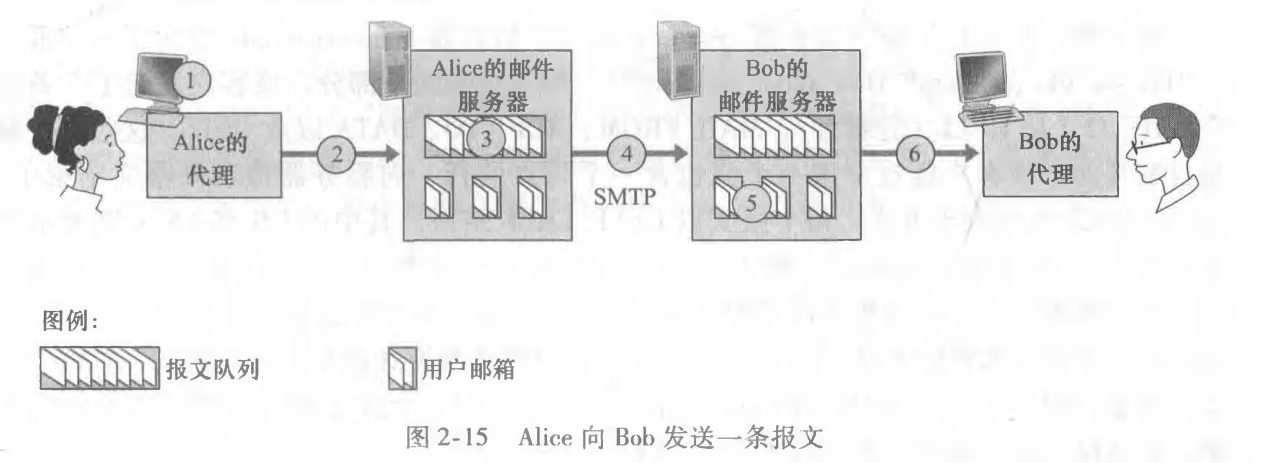 1
Alice的
代理
2
Alice的邮件
服务器
3
4
SMTP
Bob的
邮件服务器
5
6
Bob的
代理
图例:
报文队列
用户邮箱
图 2-15 Alice 向 Bob 发送一条报文